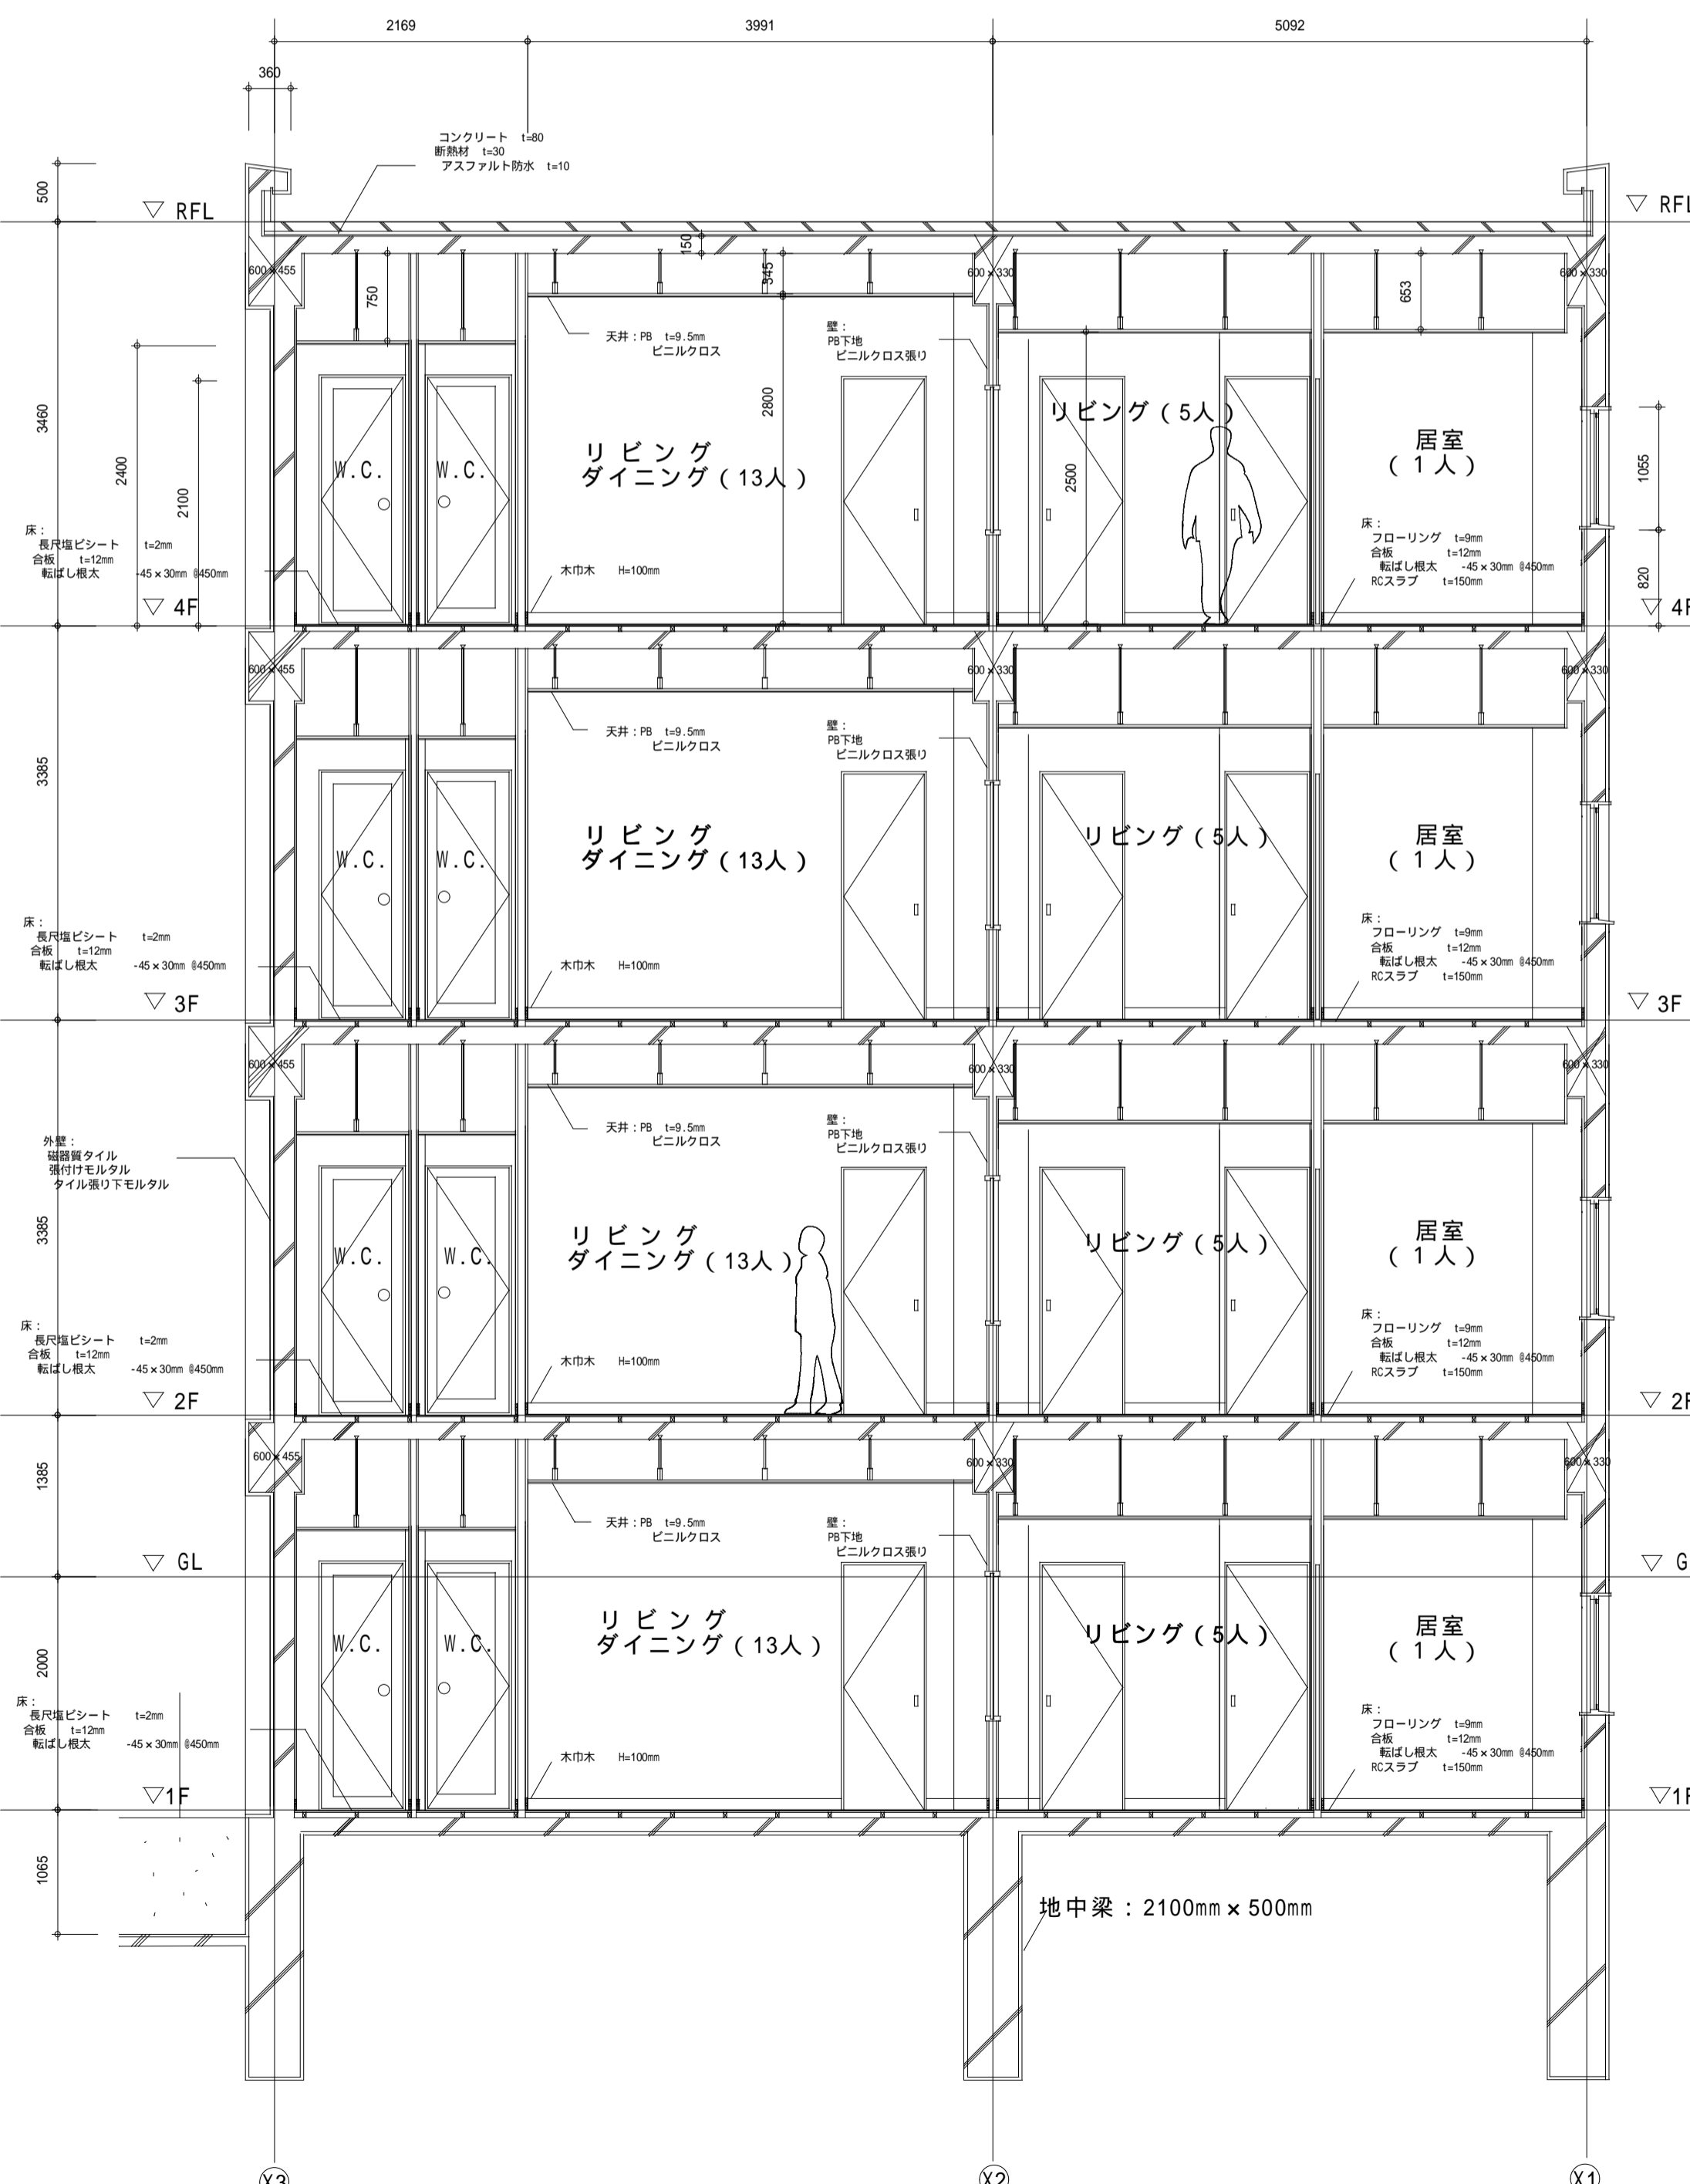 2169
3991
5092
360
コンクリート t=80
断熱材 t=30
アスファルト防水 t=10
500
RFL
RFL
150
345
600×455
600×330
600×330
750
653
天井：PB t=9.5mm
ビニルクロス
壁：
PB下地
ビニルクロス張り
3460
2400
2100
2800
2500
1055
820
リビング（5人）
リビング
ダイニング（13人）
居室
（1人）
W.C.
W.C.
床：
長尺塩ビシート t=2mm
合板 t=12mm
転ばし根太 -45×30mm @450mm
木巾木 H=100mm
床：
フローリング t=9mm
合板 t=12mm
転ばし根太 -45×30mm @450mm
RCスラブ t=150mm
4F
4F
600×455
600×330
600×330
天井：PB t=9.5mm
ビニルクロス
壁：
PB下地
ビニルクロス張り
3385
リビング
ダイニング（13人）
リビング（5人）
居室
（1人）
W.C.
W.C.
床：
長尺塩ビシート t=2mm
合板 t=12mm
転ばし根太 -45×30mm @450mm
木巾木 H=100mm
床：
フローリング t=9mm
合板 t=12mm
転ばし根太 -45×30mm @450mm
RCスラブ t=150mm
3F
3F
600×455
600×330
600×330
天井：PB t=9.5mm
ビニルクロス
壁：
PB下地
ビニルクロス張り
外壁：
磁器質タイル
張付けモルタル
タイル張り下モルタル
3385
リビング
ダイニング（13人）
リビング（5人）
居室
（1人）
W.C.
W.C.
床：
長尺塩ビシート t=2mm
合板 t=12mm
転ばし根太 -45×30mm @450mm
木巾木 H=100mm
床：
フローリング t=9mm
合板 t=12mm
転ばし根太 -45×30mm @450mm
RCスラブ t=150mm
2F
2F
600×455
600×330
600×330
1385
天井：PB t=9.5mm
ビニルクロス
壁：
PB下地
ビニルクロス張り
GL
G
2000
リビング
ダイニング（13人）
リビング（5人）
居室
（1人）
W.C.
W.C.
床：
長尺塩ビシート t=2mm
合板 t=12mm
転ばし根太 -45×30mm @450mm
木巾木 H=100mm
床：
フローリング t=9mm
合板 t=12mm
転ばし根太 -45×30mm @450mm
RCスラブ t=150mm
1F
1F
1065
地中梁：2100mm×500mm
X3
X2
X1